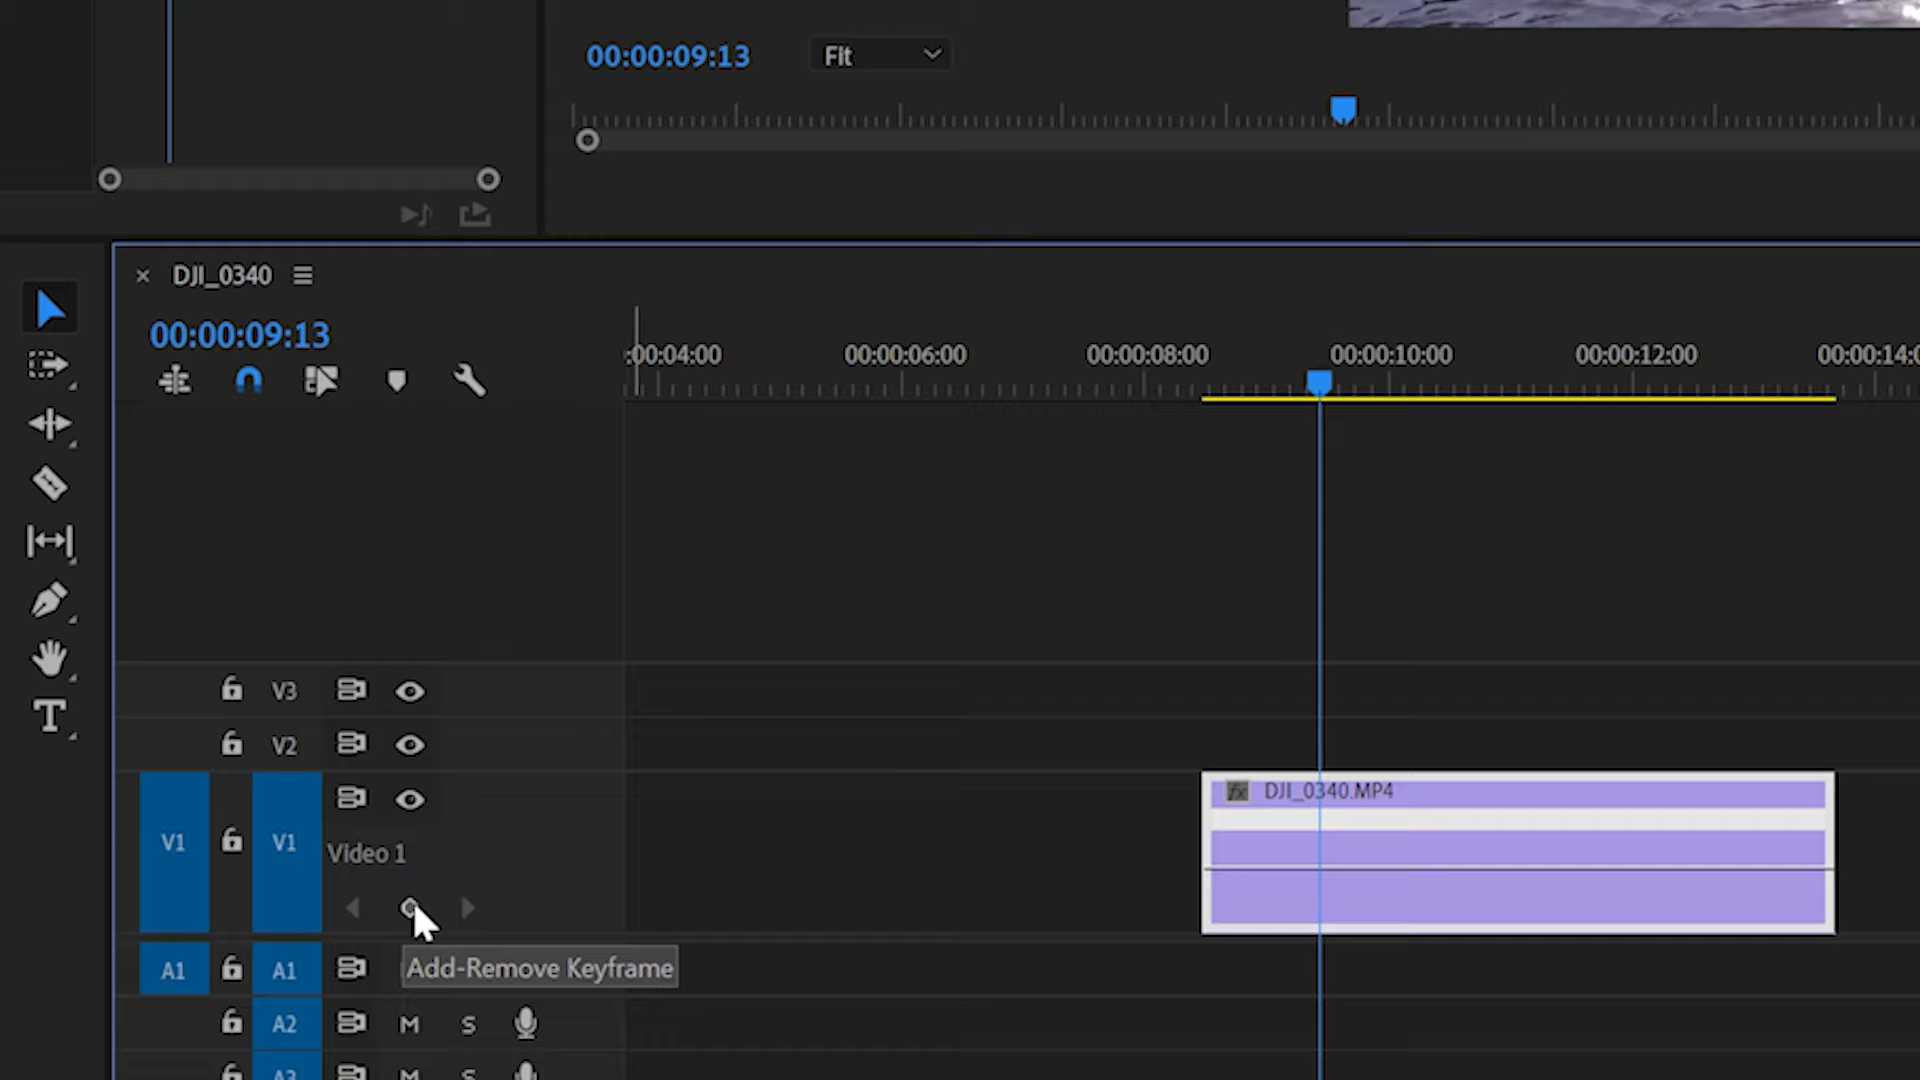 00:00:09:13
Fit
DJI_0340
00:00:09:13
:00:04:00
00:00:06:00
00:00:08:00
00:00:10:00
00:00:12:00
00:00:14:0
V3
V2
fx DJI_0340.MP4
V1
V1
Video 1
A1
A1
Add-Remove Keyframe
A2
M
S
A3
M
S